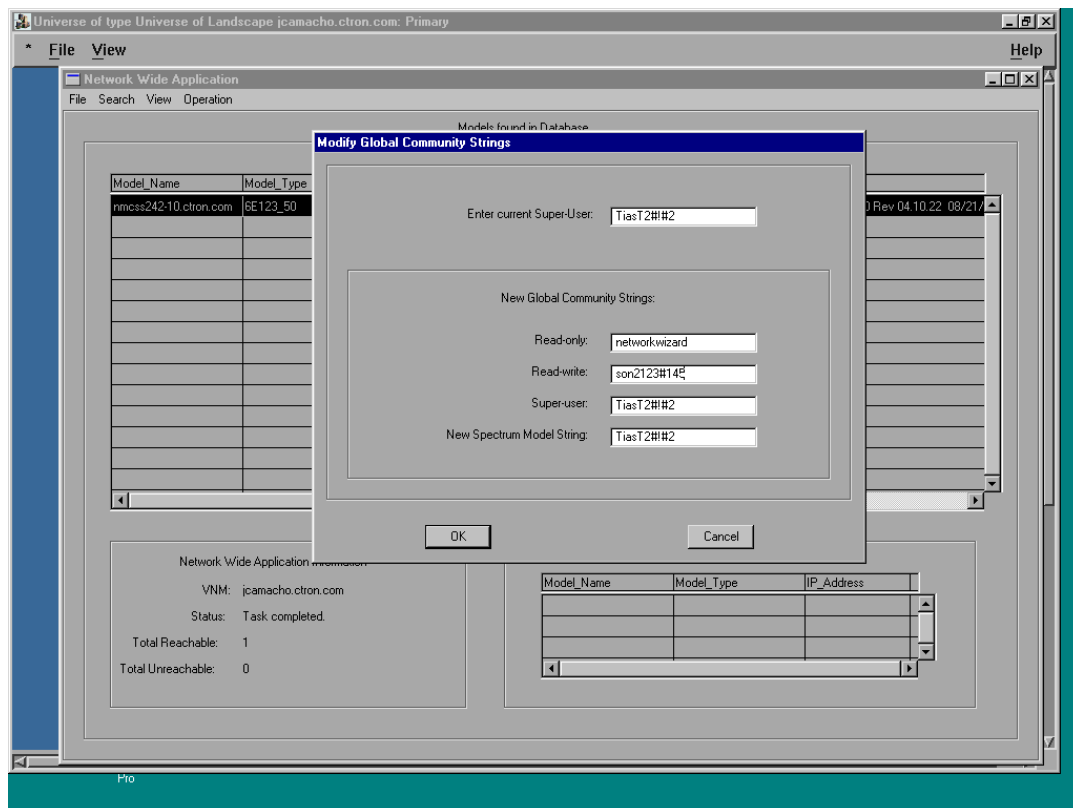 Universe of type Universe of Landscape jcamacho.ctron.com: Primary
* File View Help
Network Wide Application
File Search View Operation
Models found in Database
Modify Global Community Strings
Model_Name Model_Type
nmcss242-10.ctron.com 6E123_50 Rev 04.10.22 08/21/
Enter current Super-User: TiasT2#!#2
New Global Community Strings:
Read-only: networkwizard
Read-write: son2123#145
Super-user: TiasT2#!#2
New Spectrum Model String: TiasT2#!#2
OK Cancel
Network Wide Application
VNM: jcamacho.ctron.com
Status: Task completed.
Total Reachable: 1
Total Unreachable: 0
Model_Name Model_Type IP_Address
Pro